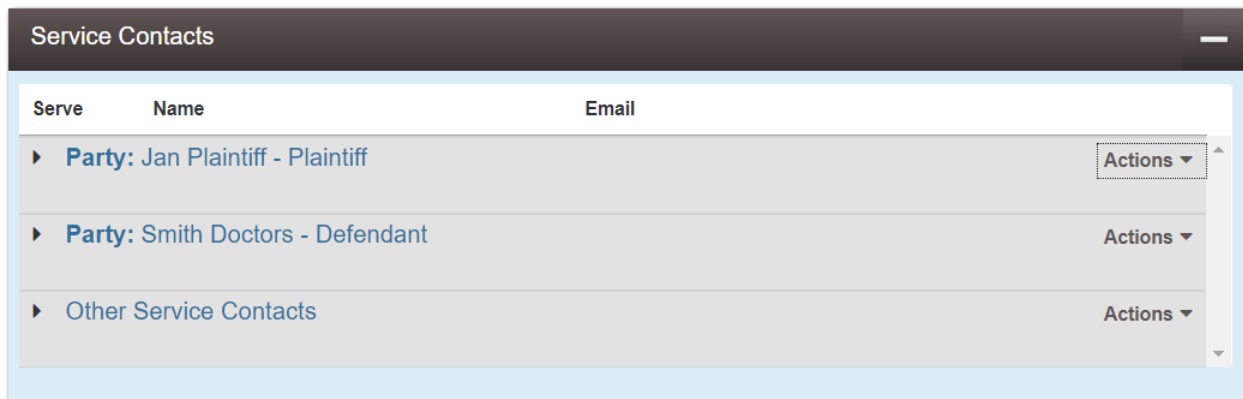 Service Contacts
Serve Name Email
Party: Jan Plaintiff - Plaintiff Actions
Party: Smith Doctors - Defendant Actions
Other Service Contacts Actions